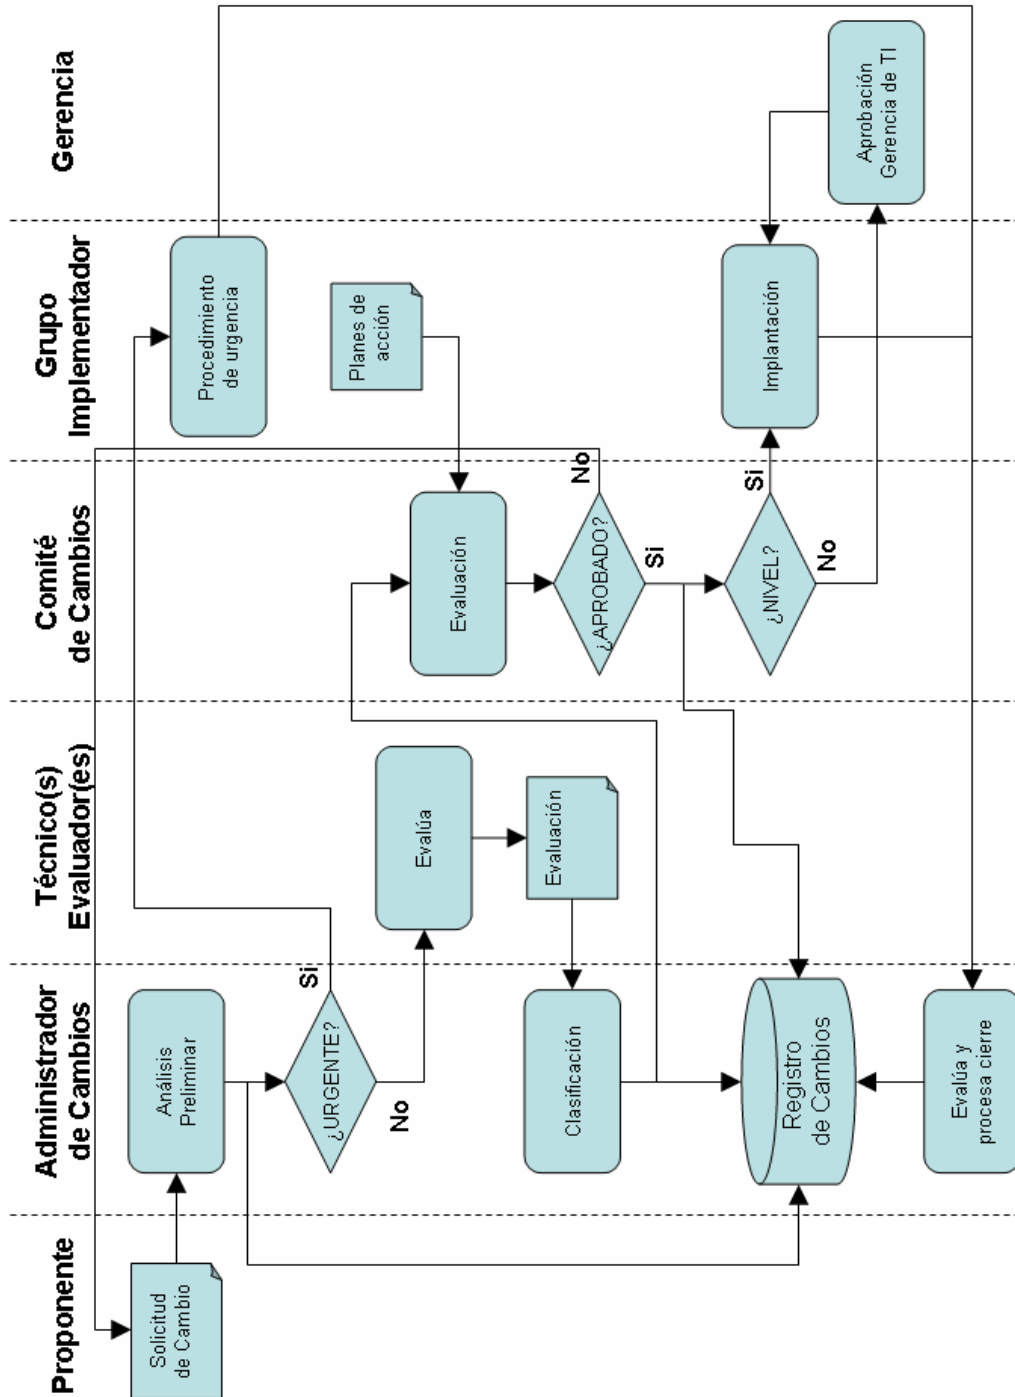 Proponente
Administrador
de Cambios
Técnico(s)
Evaluador(es)
Comité
de Cambios
Grupo
Implementador
Gerencia
Solicitud
de Cambio
Análisis
Preliminar
¿URGENTE?
Si
No
Procedimiento
de urgencia
Planes de
acción
Evalúa
Evaluación
Clasificación
Evaluación
¿APROBADO?
No
Si
¿NIVEL?
Si
No
Implantación
Aprobación
Gerencia de TI
Registro
de Cambios
Evalúa y
procesa cierre